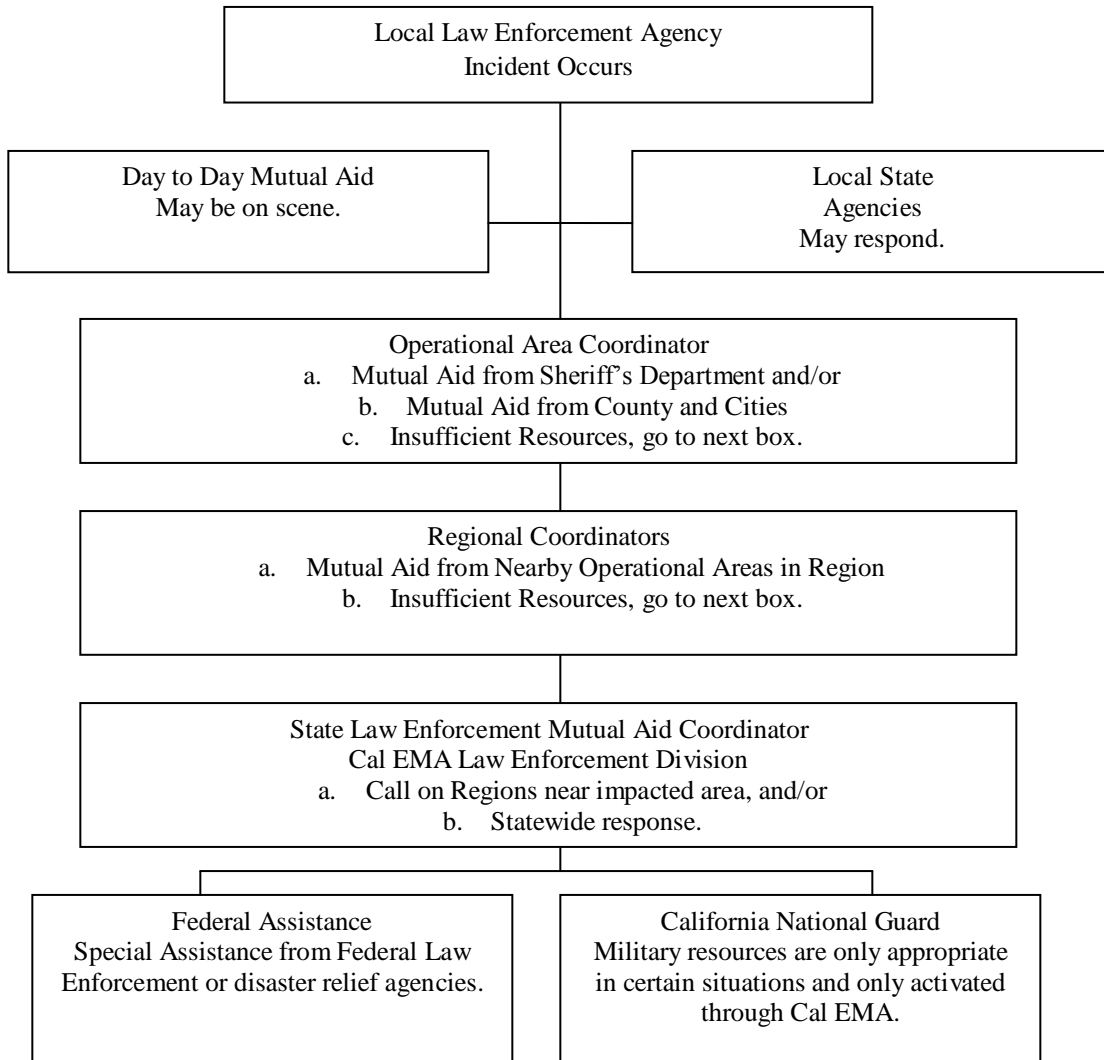 Local Law Enforcement Agency
Incident Occurs
Day to Day Mutual Aid
May be on scene.
Local State
Agencies
May respond.
Operational Area Coordinator
a. Mutual Aid from Sheriff’s Department and/or
b. Mutual Aid from County and Cities
c. Insufficient Resources, go to next box.
Regional Coordinators
a. Mutual Aid from Nearby Operational Areas in Region
b. Insufficient Resources, go to next box.
State Law Enforcement Mutual Aid Coordinator
Cal EMA Law Enforcement Division
a. Call on Regions near impacted area, and/or
b. Statewide response.
Federal Assistance
Special Assistance from Federal Law
Enforcement or disaster relief agencies.
California National Guard
Military resources are only appropriate
in certain situations and only activated
through Cal EMA.